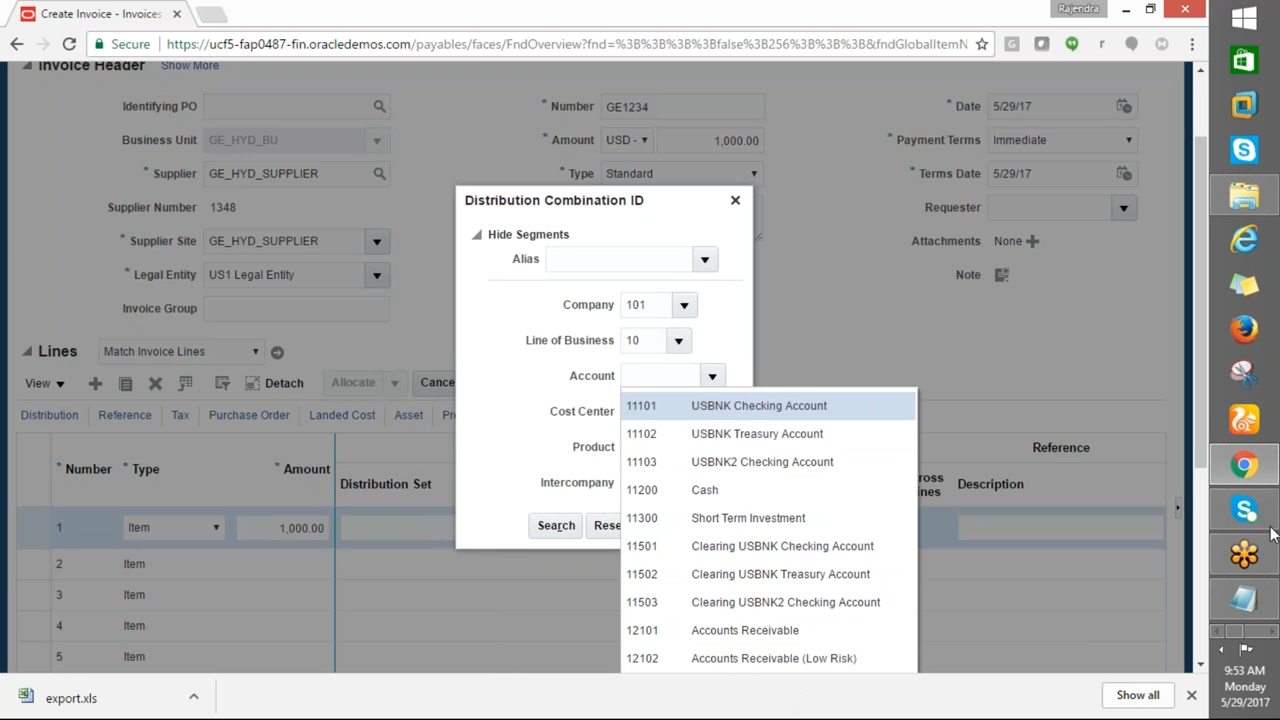 Create Invoice - Invoices
Rajendra
Secure
https://ucf5-fap0487-fin.oracledemos.com/payables/faces/FndOverview?fnd=%3B%3B%3B%3Bfalse%3B256%3B%3B%3B&fndGlobalItemN
Invoice Header Show More
Identifying PO
* Number GE1234
* Date 5/29/17
Business Unit GE_HYD_BU
* Amount USD - 1,000.00
* Payment Terms Immediate
* Supplier GE_HYD_SUPPLIER
* Type Standard
* Terms Date 5/29/17
Supplier Number 1348
Requester
* Supplier Site GE_HYD_SUPPLIER
Attachments None
* Legal Entity US1 Legal Entity
Note
Invoice Group
Distribution Combination ID
Hide Segments
Alias
Company 101
Line of Business 10
Account
Cost Center
Product
Intercompany
Search Rese
11101 USBNK Checking Account
11102 USBNK Treasury Account
11103 USBNK2 Checking Account
11200 Cash
11300 Short Term Investment
11501 Clearing USBNK Checking Account
11502 Clearing USBNK Treasury Account
11503 Clearing USBNK2 Checking Account
12101 Accounts Receivable
12102 Accounts Receivable (Low Risk)
Lines Match Invoice Lines
View Detach Allocate Cance
Distribution Reference Tax Purchase Order Landed Cost Asset Pr
Reference
* Number * Type * Amount Distribution Set
ross
ines
Description
1 Item 1,000.00
2 Item
3 Item
4 Item
5 Item
export.xls
Show all
9:53 AM
Monday
5/29/2017